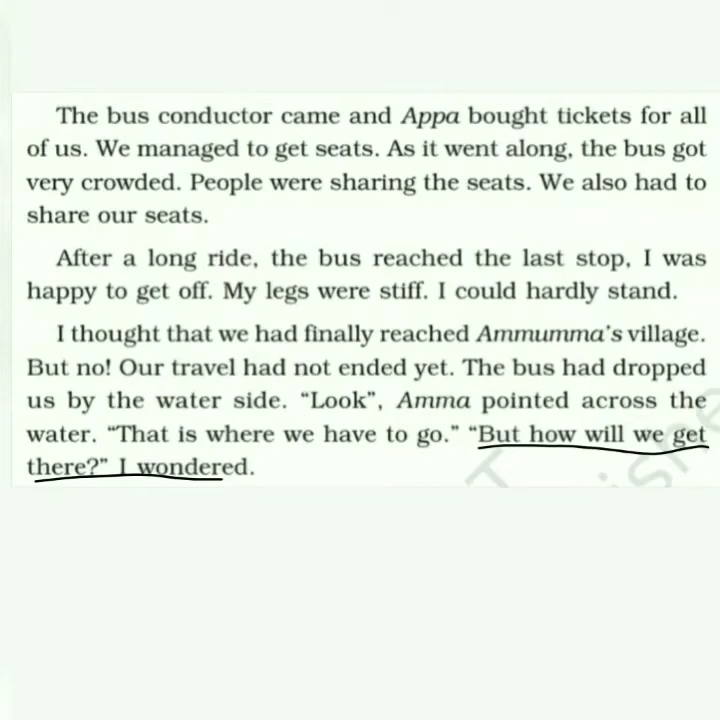 The bus conductor came and Appa bought tickets for all
of us. We managed to get seats. As it went along, the bus got
very crowded. People were sharing the seats. We also had to
share our seats.
After a long ride, the bus reached the last stop, I was
happy to get off. My legs were stiff. I could hardly stand.
I thought that we had finally reached Ammumma's village.
But no! Our travel had not ended yet. The bus had dropped
us by the water side. “Look”, Amma pointed across the
water. “That is where we have to go.” “But how will we get
there?” I wondered.